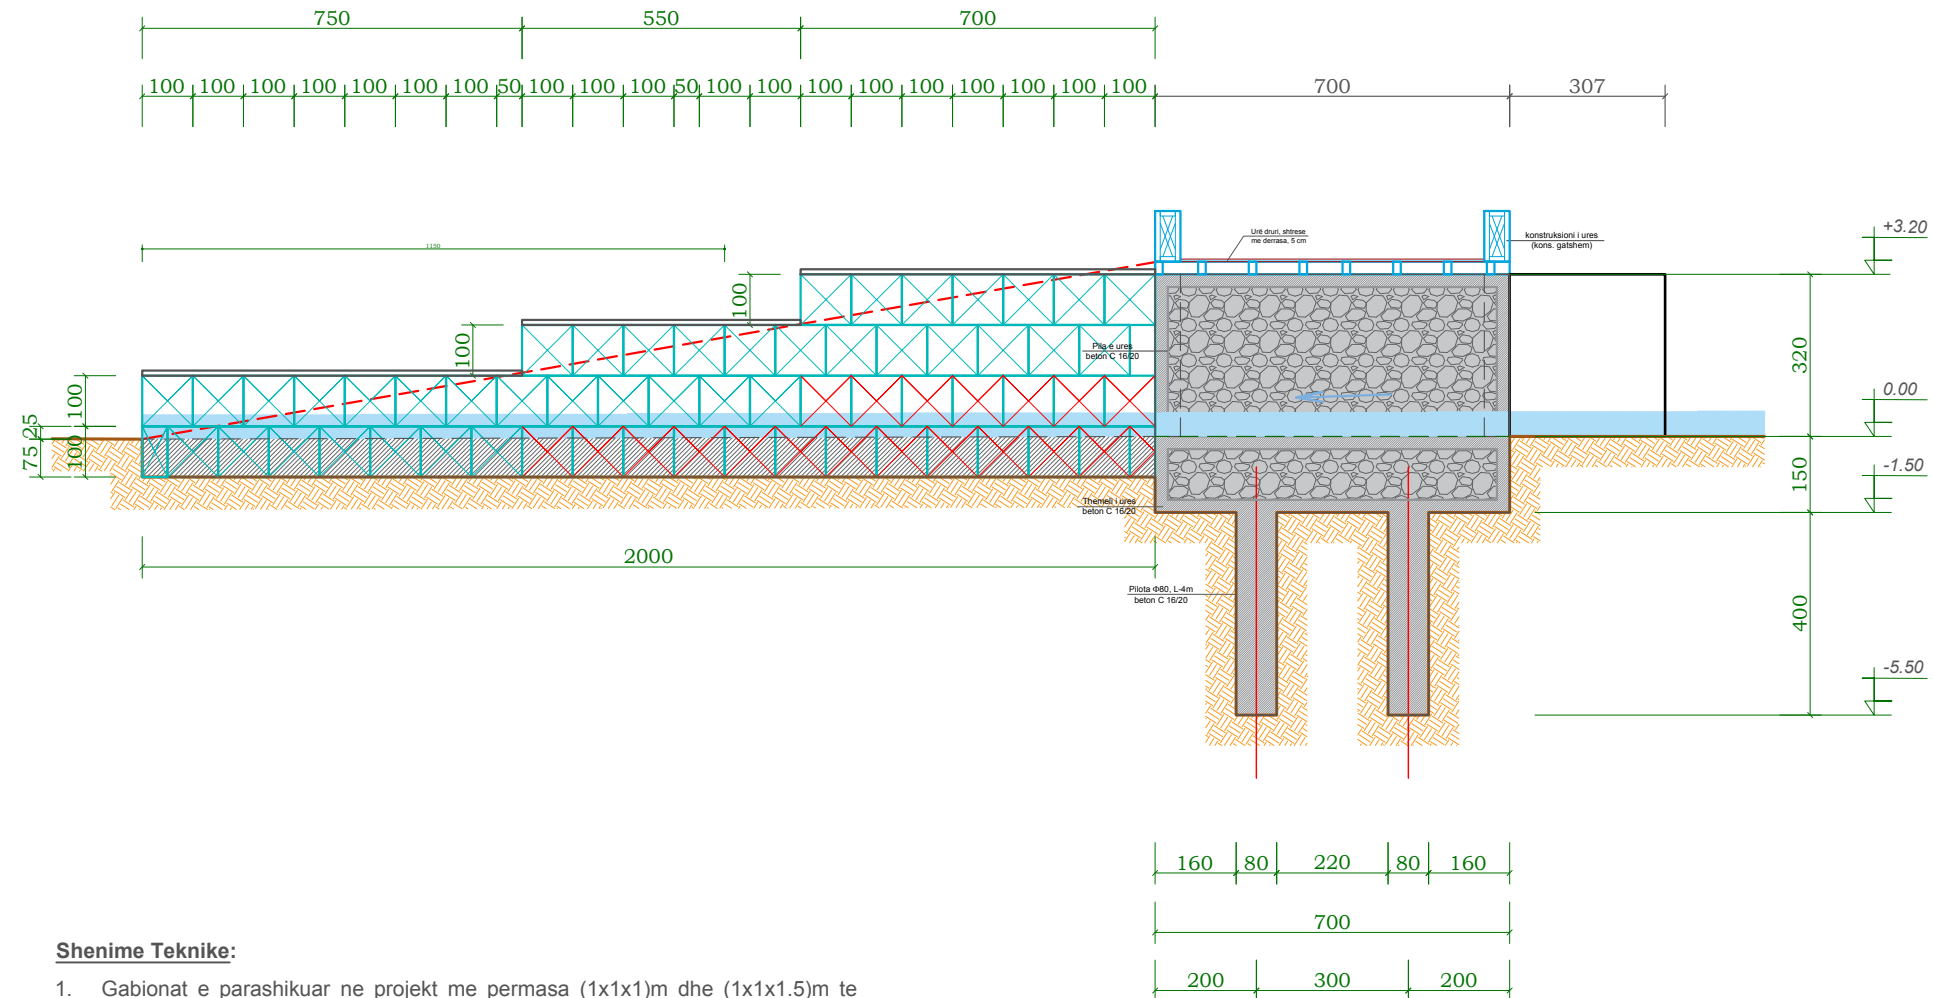 750 550 700
100 100 100 100 100 100 100 50 100 100 100 50 100 100 100 100 100 100 100 100 100 700 307
+3.20
1150
Urë druri, shtrese
me derrasa, 5 cm
konstruksioni i ures
(kons. gatshem)
100
100
Pila e ures
beton C 16/20
320
0.00
100
25
75
100
-1.50
150
Themeli i ures
beton C 16/20
2000
Pilota Φ80, L-4m
beton C 16/20
400
-5.50
160 80 220 80 160
700
200 300 200
Shenime Teknike:
1. Gabionat e parashikuar ne projekt me permasa (1x1x1)m dhe (1x1x1.5)m te